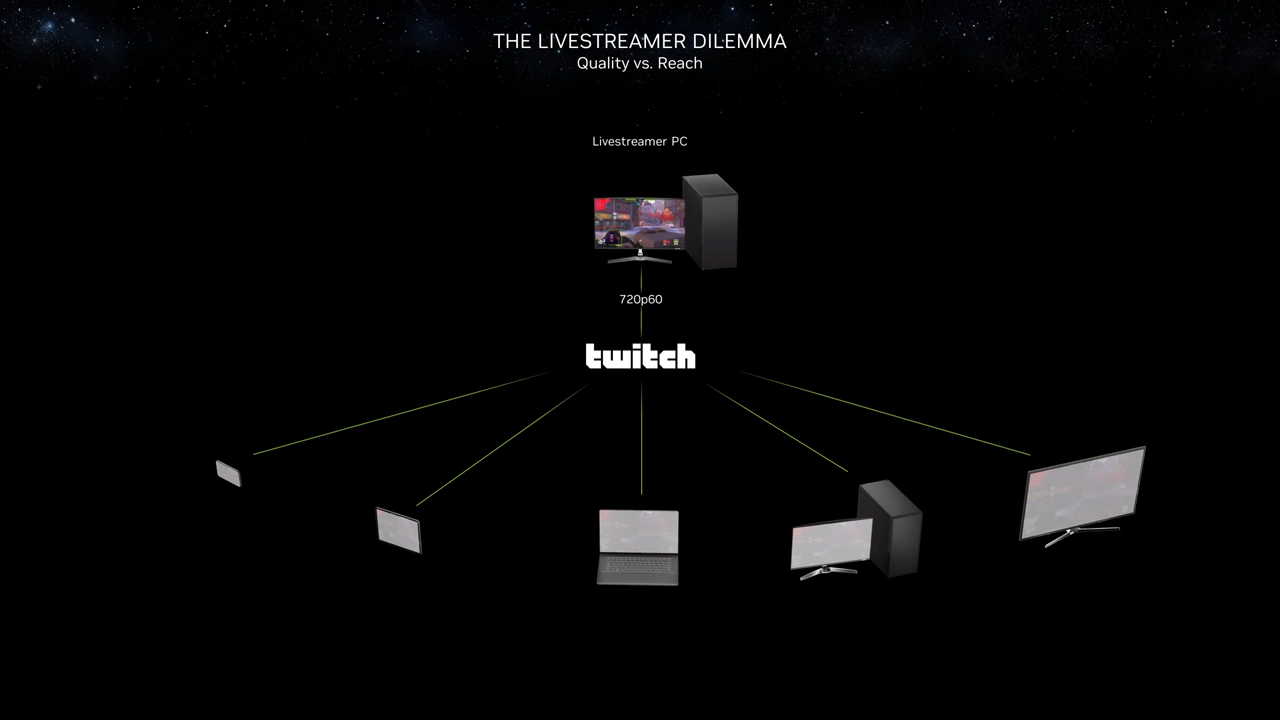 THE LIVESTREAMER DILEMMA
Quality vs. Reach
Livestreamer PC
720p60
twitch